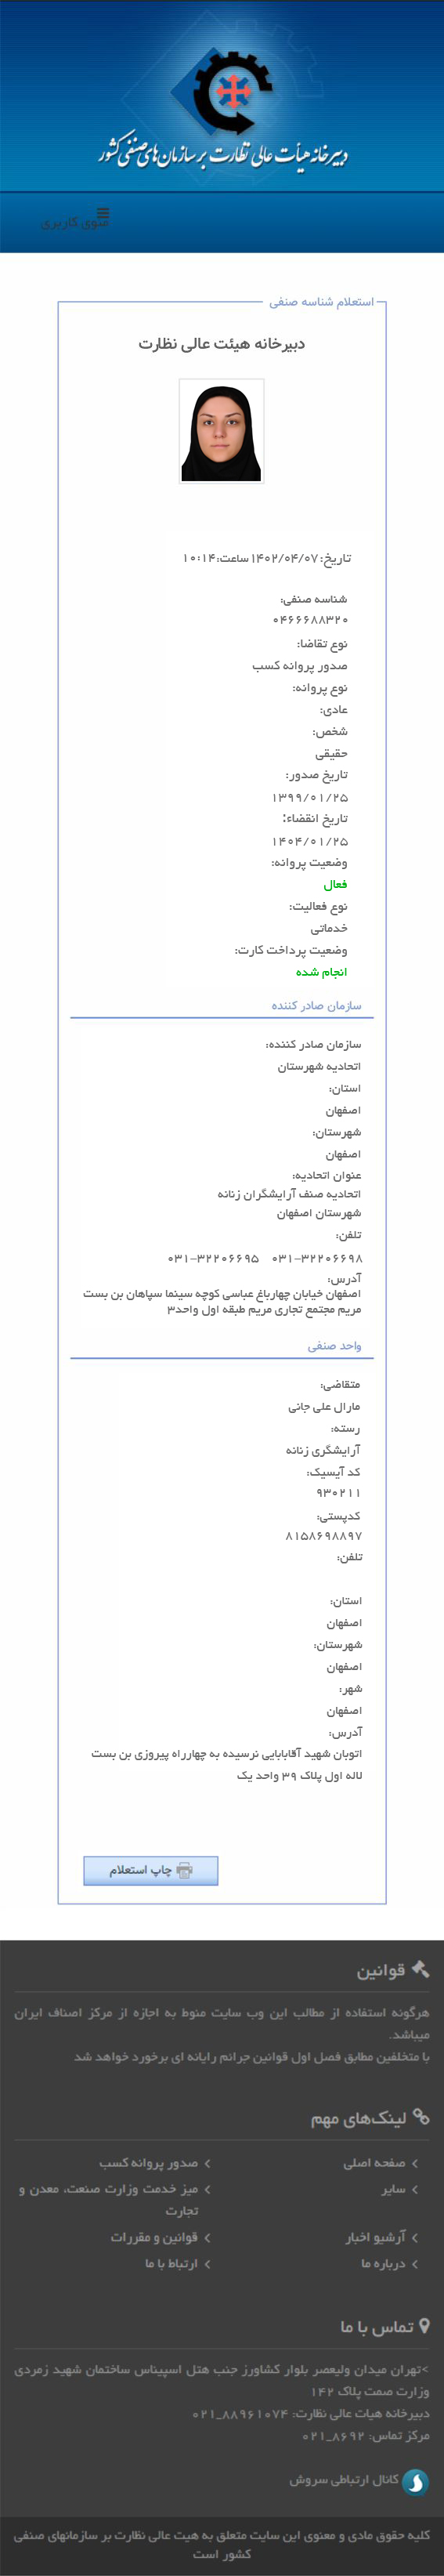 دبیرخانه هیأت عالی نظارت بر سازمان‌های صنفی کشور
منوی کاربری
استعلام شناسه صنفی
دبیرخانه هیئت عالی نظارت
تاریخ: ۱۴۰۲/۰۴/۰۷ ساعت: ۱۰:۱۴
شناسه صنفی:
۰۴۶۶۶۸۸۳۲۰
نوع تقاضا:
صدور پروانه کسب
نوع پروانه:
عادی:
شخص:
حقیقی
تاریخ صدور:
۱۳۹۹/۰۱/۲۵
تاریخ انقضاء:
۱۴۰۴/۰۱/۲۵
وضعیت پروانه:
فعال
نوع فعالیت:
خدماتی
وضعیت پرداخت کارت:
انجام شده
سازمان صادر کننده
سازمان صادر کننده:
اتحادیه شهرستان
استان:
اصفهان
شهرستان:
اصفهان
عنوان اتحادیه:
اتحادیه صنف آرایشگران زنانه
شهرستان اصفهان
تلفن:
۰۳۱-۳۲۲۰۶۶۹۸ ۰۳۱-۳۲۲۰۶۶۹۵
آدرس:
اصفهان خیابان چهارباغ عباسی کوچه سینما سپاهان بن بست
مریم مجتمع تجاری مریم طبقه اول واحد۳
واحد صنفی
متقاضی:
مارال علی جانی
رسته:
آرایشگری زنانه
کد آیسیک:
۹۳۰۲۱۱
کدپستی:
۸۱۵۸۶۹۸۸۹۷
تلفن:
استان:
اصفهان
شهرستان:
اصفهان
شهر:
اصفهان
آدرس:
اتوبان شهید آقابابایی نرسیده به چهارراه پیروزی بن بست
لاله اول پلاک ۳۹ واحد یک
چاپ استعلام
قوانین
هرگونه استفاده از مطالب این وب سایت منوط به اجازه از مرکز اصناف ایران
میباشد.
با متخلفین مطابق فصل اول قوانین جرائم رایانه ای برخورد خواهد شد
لینک‌های مهم
صفحه اصلی
صدور پروانه کسب
سایر
میز خدمت وزارت صنعت، معدن و
تجارت
آرشیو اخبار
قوانین و مقررات
درباره ما
ارتباط با ما
تماس با ما
>تهران میدان ولیعصر بلوار کشاورز جنب هتل اسپیناس ساختمان شهید زمردی
وزارت صمت پلاک ۱۴۲
دبیرخانه هیات عالی نظارت: ۸۸۹۶۱۰۷۴_۰۲۱
مرکز تماس: ۸۶۹۲_۰۲۱
کانال ارتباطی سروش
کلیه حقوق مادی و معنوی این سایت متعلق به هیت عالی نظارت بر سازمانهای صنفی
کشور است